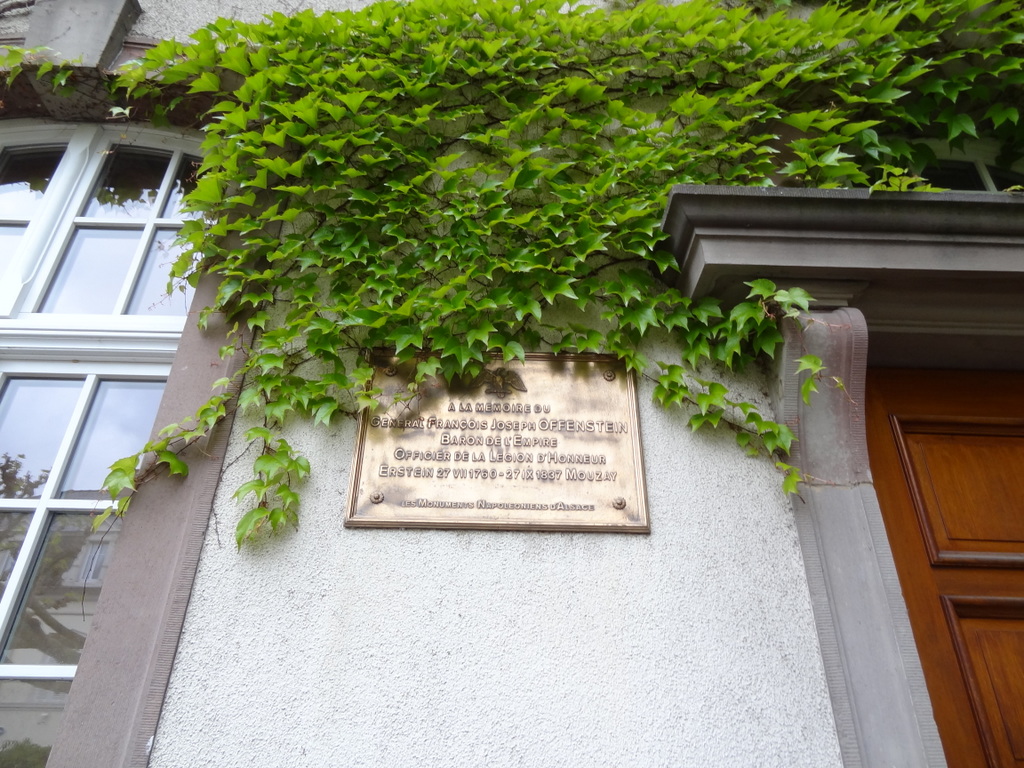 A LA MÉMOIRE DU
GÉNÉRAL FRANÇOIS JOSEPH OFFENSTEIN
BARON DE L'EMPIRE
OFFICIER DE LA LÉGION D'HONNEUR
ERSTEIN 27 VII 1760 - 27 IX 1837 MOUZAY
LES MONUMENTS NAPOLÉONIENS D'ALSACE